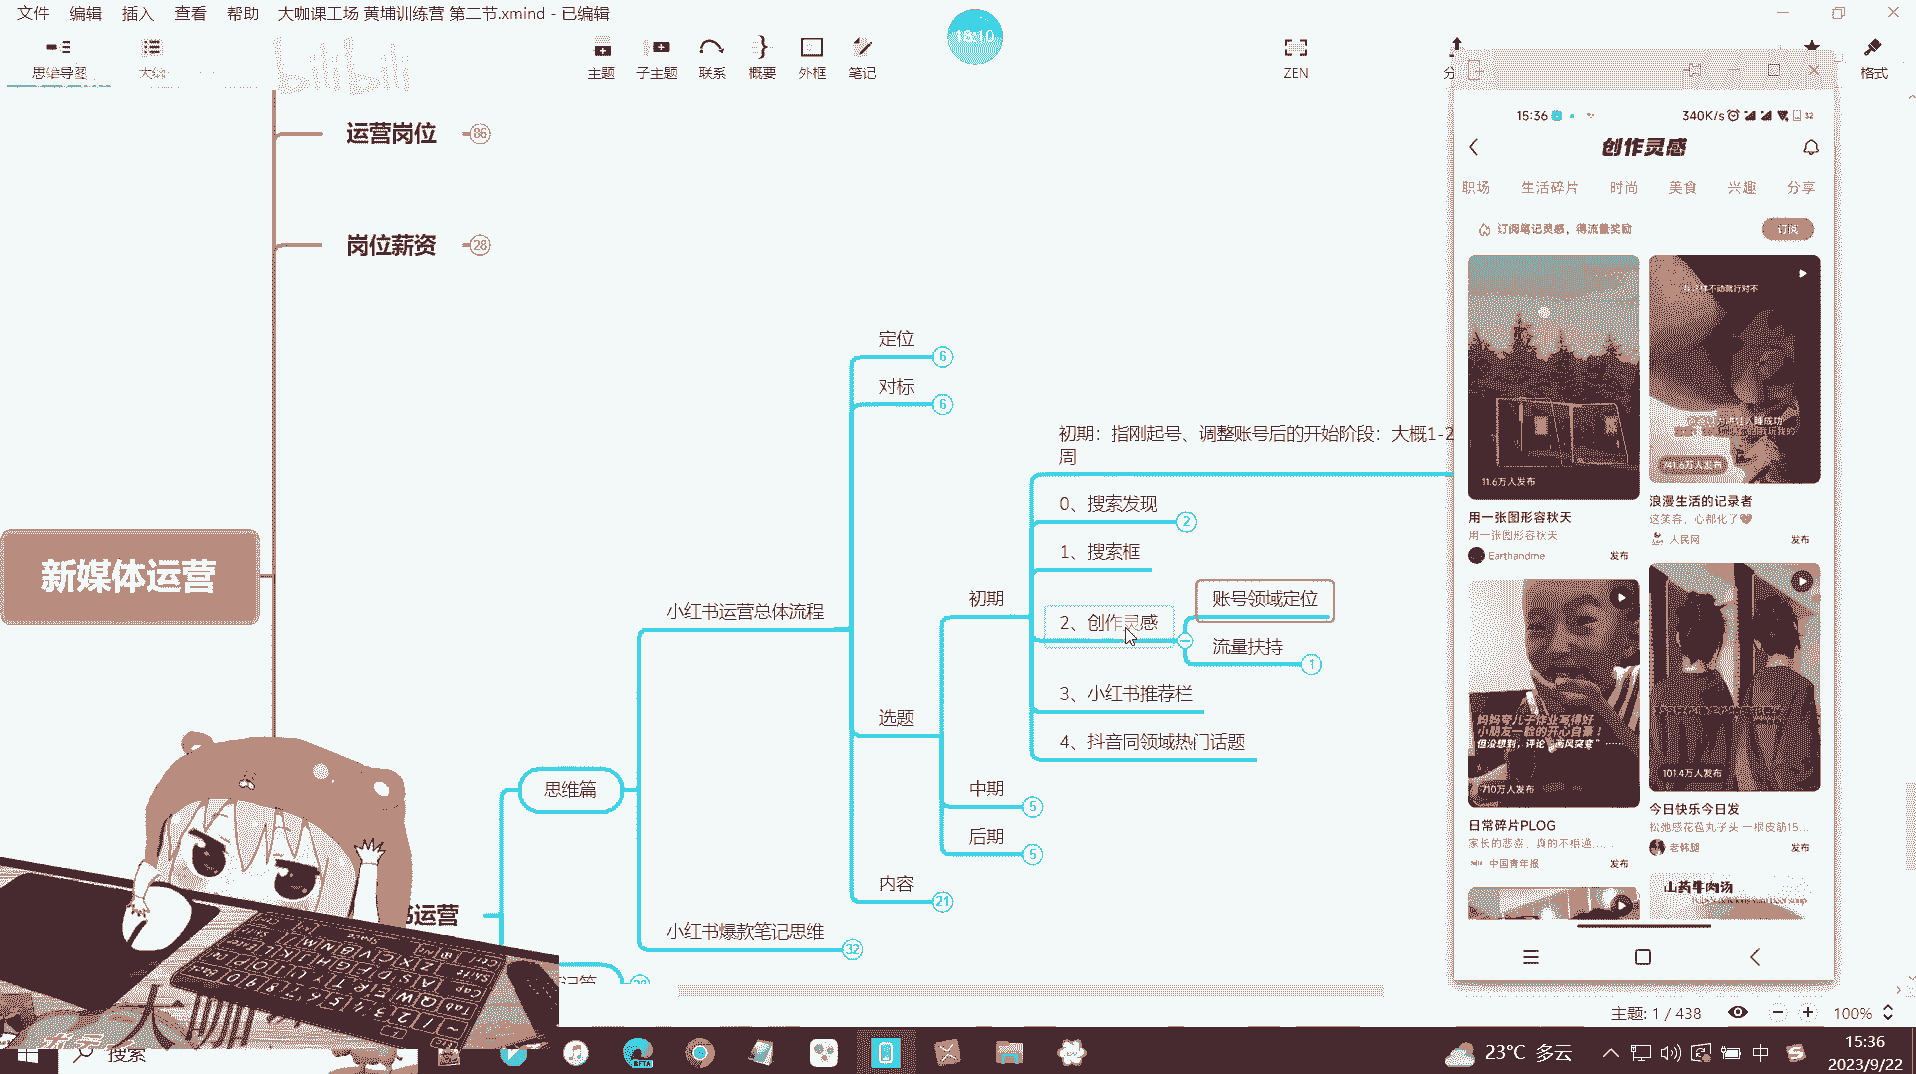 文件 编辑 插入 查看 帮助 大咖课工场 黄埔训练营 第二节.xmind - 已编辑
思维导图
主题 子主题 联系 概要 外框 笔记
ZEN
格式
bilibili
18:10
运营岗位 86
岗位薪资 28
新媒体运营
思维篇
小红书运营总体流程
小红书爆款笔记思维 32
定位 6
对标 6
选题
内容 21
初期
中期 5
后期 5
初期：指刚起号、调整账号后的开始阶段：大概1-2
周
0、搜索发现 2
1、搜索框
2、创作灵感
账号领域定位
流量扶持 1
3、小红书推荐栏
4、抖音同领域热门话题
15:36
340K/s
创作灵感
职场 生活碎片 时尚 美食 兴趣 分享
订阅笔记灵感，得流量奖励 订阅
11.6万人发布
用一张图形容秋天
用一张图形容秋天
Earthandme 发布
741.6万人发布
浪漫生活的记录者
这笑容，心都化了
人民网 发布
妈妈夸儿子作业写得好
小朋友一脸的开心自豪！
但没想到，评论“画风突变”……
710万人发布
日常碎片PLOG
中国青年报 发布
101.4万人发布
今日快乐今日发
松弛感花苞丸子头 一根皮筋15...
老韩腿 发布
山药牛肉汤
主题: 1 / 438
100%
搜索
23°C 多云
中
15:36
2023/9/22